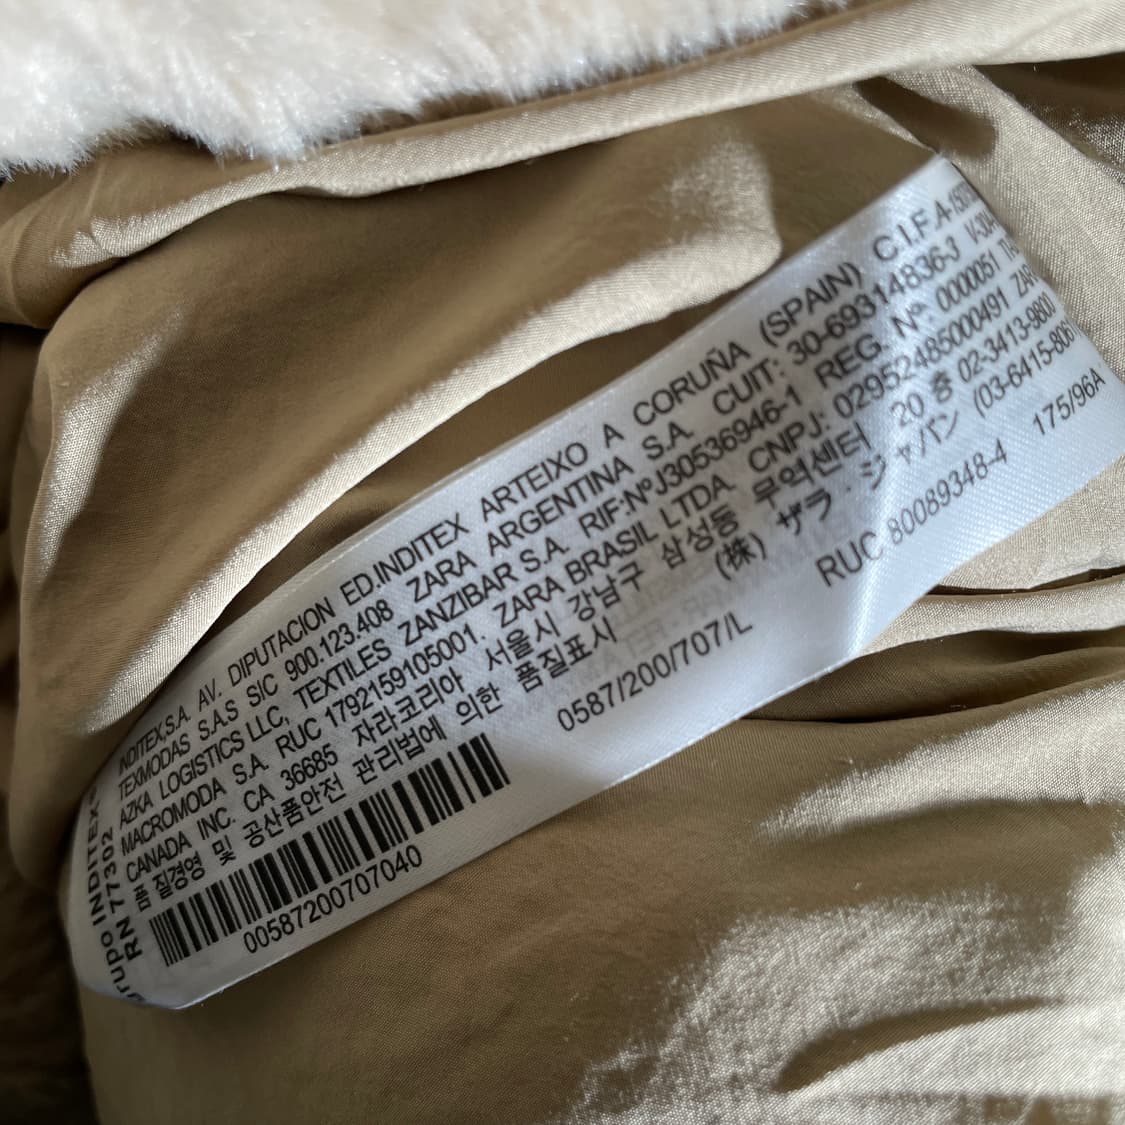 INDITEX,S.A. AV. DIPUTACION ED.INDITEX ARTEIXO A CORUÑA (SPAIN) C.I.F A-
TEXMODAS S.A.S SIC 900.123.408 ZARA ARGENTINA S.A. CUIT: 30-69314836-3
AZKA LOGISTICS LLC, TEXTILES ZANZIBAR S.A. RIF:NºJ30536946-1 REG. Nº 0000051
MACROMODA S.A. RUC 1792159105001. ZARA BRASIL LTDA CNPJ: 02952485000491
CANADA INC. CA 36685 자라코리아 서울시 강남구 삼성동 무역센터 20 층 02-3413-9800
품질경영 및 공산품안전 관리법에 의한 품질표시 (株) ザラ・ジャパン (03-6415-806
RUC 80089348-4 175/96A
0587/200/707/L
00587200707040
INDITEX
RN 77302